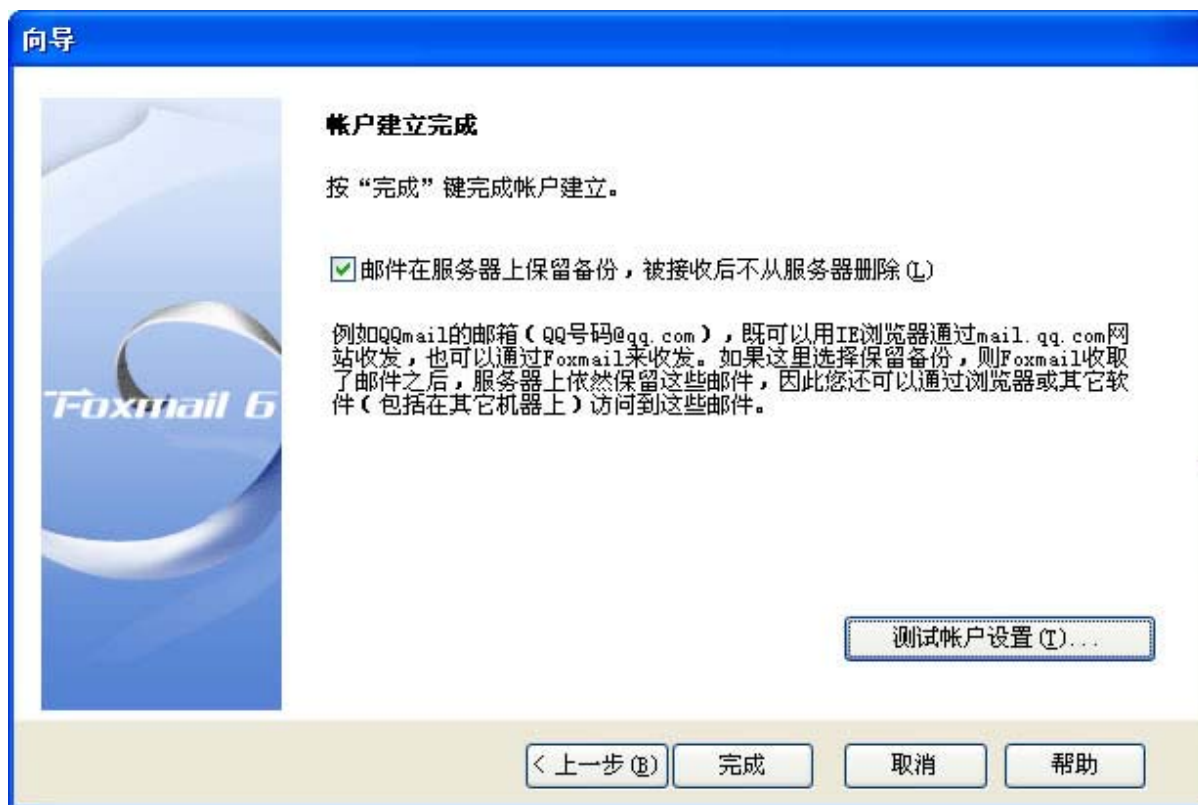 向导
帐户建立完成
按“完成”键完成帐户建立。
邮件在服务器上保留备份，被接收后不从服务器删除(L)
例如QQmail的邮箱（QQ号码@qq.com），既可以用IE浏览器通过mail.qq.com网
站收发，也可以通过Foxmail来收发。如果这里选择保留备份，则Foxmail收取
了邮件之后，服务器上依然保留这些邮件，因此您还可以通过浏览器或其它软
件（包括在其它机器上）访问到这些邮件。
Foxmail 6
测试帐户设置(T)...
< 上一步(B)
完成
取消
帮助